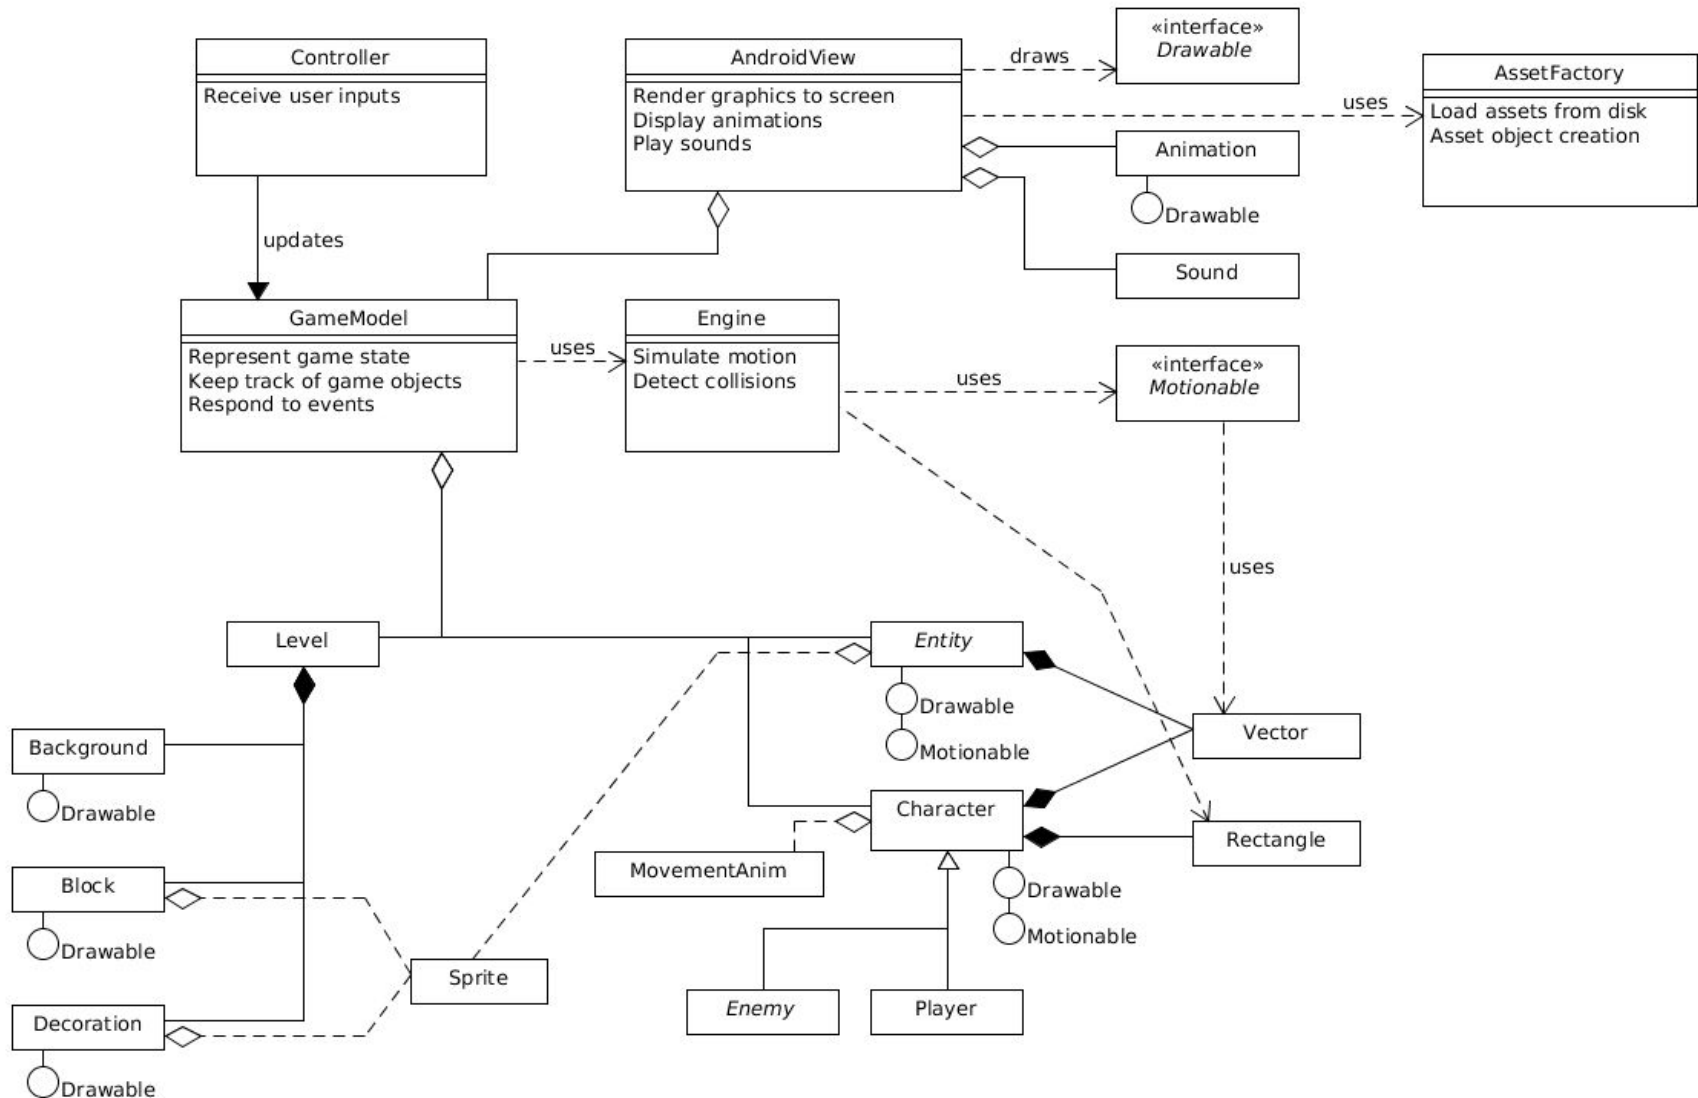 «interface»
Drawable
Controller
Receive user inputs
AndroidView
Render graphics to screen
Display animations
Play sounds
draws
uses
AssetFactory
Load assets from disk
Asset object creation
Animation
Drawable
Sound
updates
GameModel
Represent game state
Keep track of game objects
Respond to events
uses
Engine
Simulate motion
Detect collisions
uses
«interface»
Motionable
uses
Level
Entity
Drawable
Motionable
Vector
Background
Drawable
Character
Drawable
Motionable
Rectangle
MovementAnim
Block
Drawable
Sprite
Enemy
Player
Decoration
Drawable